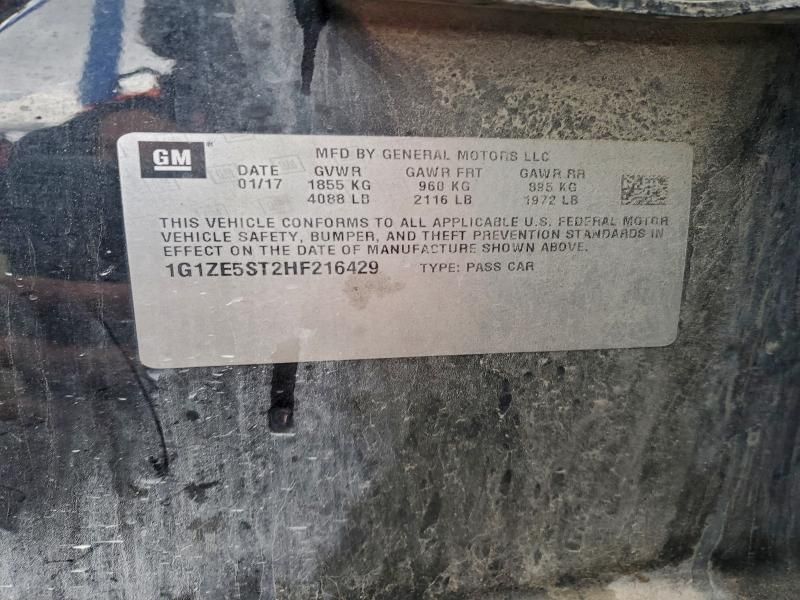 GM
MFD BY GENERAL MOTORS LLC
DATE GVWR GAWR FRT GAWR RR
01/17 1855 KG 960 KG 895 KG
4088 LB 2116 LB 1972 LB
THIS VEHICLE CONFORMS TO ALL APPLICABLE U.S. FEDERAL MOTOR
VEHICLE SAFETY, BUMPER, AND THEFT PREVENTION STANDARDS IN
EFFECT ON THE DATE OF MANUFACTURE SHOWN ABOVE.
1G1ZE5ST2HF216429 TYPE: PASS CAR